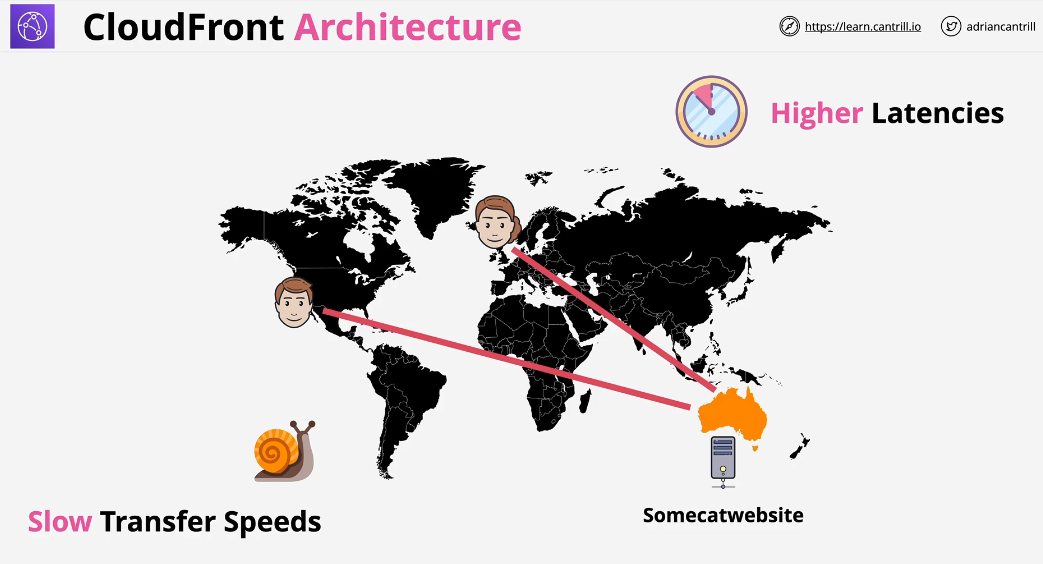 CloudFront Architecture
https://learn.cantrill.io
adriancantrill
Higher Latencies
Slow Transfer Speeds
Somecatwebsite